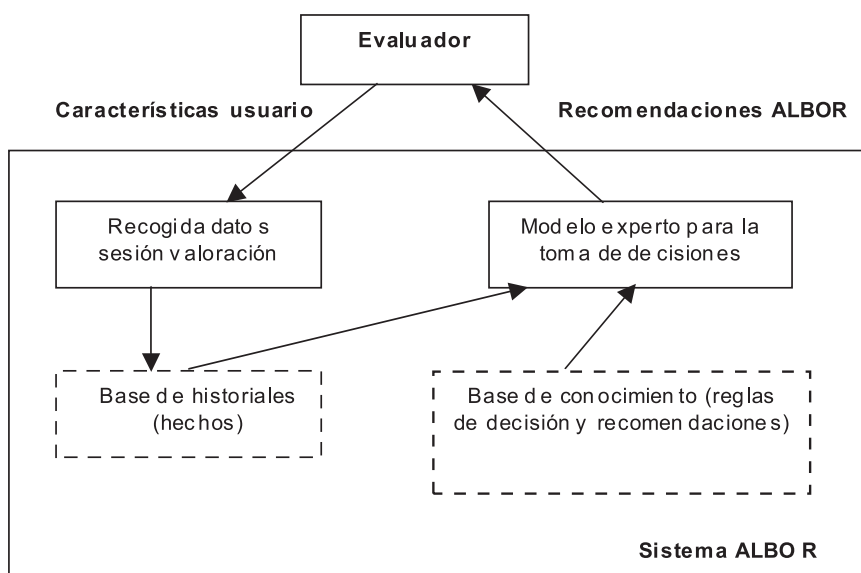 Evaluador
Características usuario
Recomendaciones ALBOR
Recogida datos
sesión valoración
Modelo experto para la
toma de decisiones
Base de historiales
(hechos)
Base de conocimiento (reglas
de decisión y recomendaciones)
Sistema ALBOR